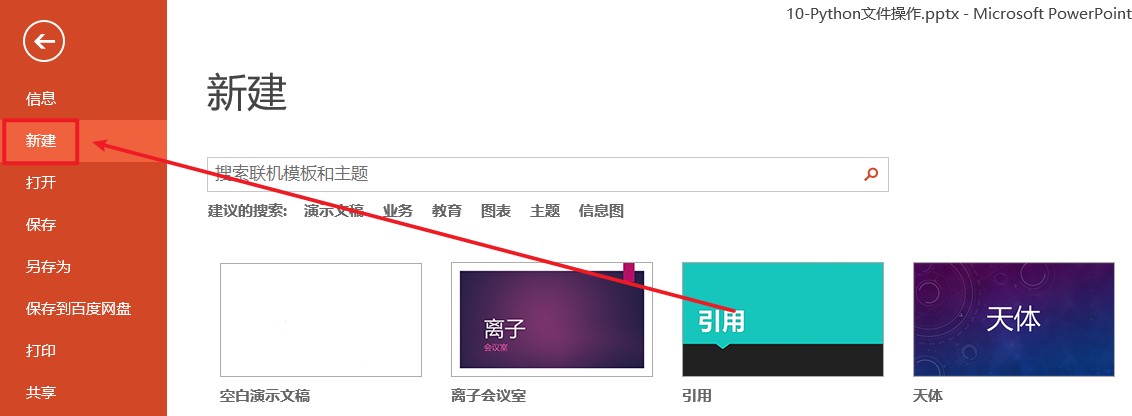 10-Python文件操作.pptx - Microsoft PowerPoint
信息
新建
打开
保存
另存为
保存到百度网盘
打印
共享
新建
搜索联机模板和主题
建议的搜索: 演示文稿 业务 教育 图表 主题 信息图
离子
会议室
引用
天体
空白演示文稿 离子会议室 引用 天体